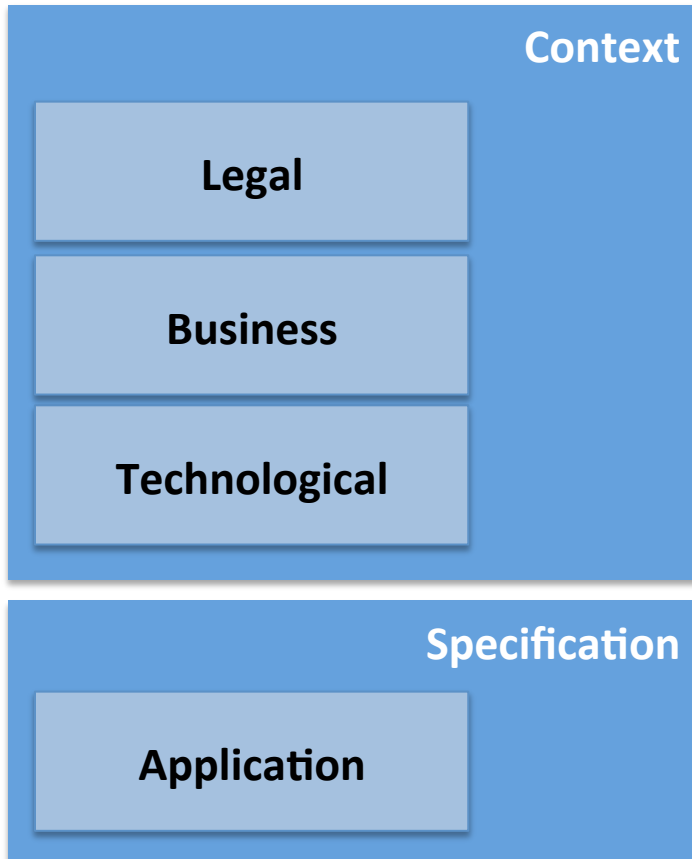 Context
Legal
Business
Technological
Specification
Application